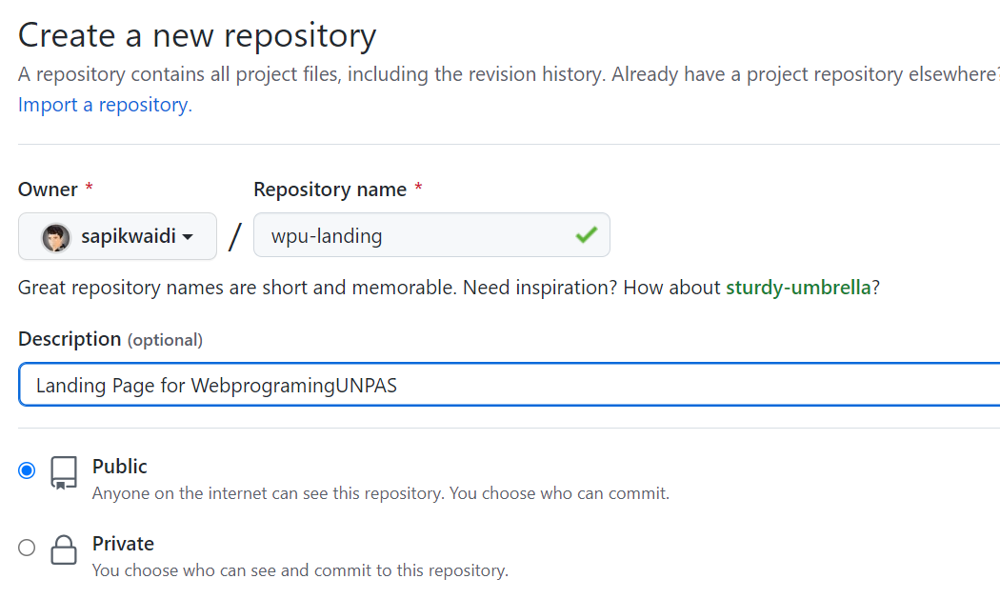 Create a new repository
A repository contains all project files, including the revision history. Already have a project repository elsewhere?
Import a repository.
Owner *
Repository name *
sapikwaidi / wpu-landing
Great repository names are short and memorable. Need inspiration? How about sturdy-umbrella?
Description (optional)
Landing Page for WebprogramingUNPAS
Public
Anyone on the internet can see this repository. You choose who can commit.
Private
You choose who can see and commit to this repository.